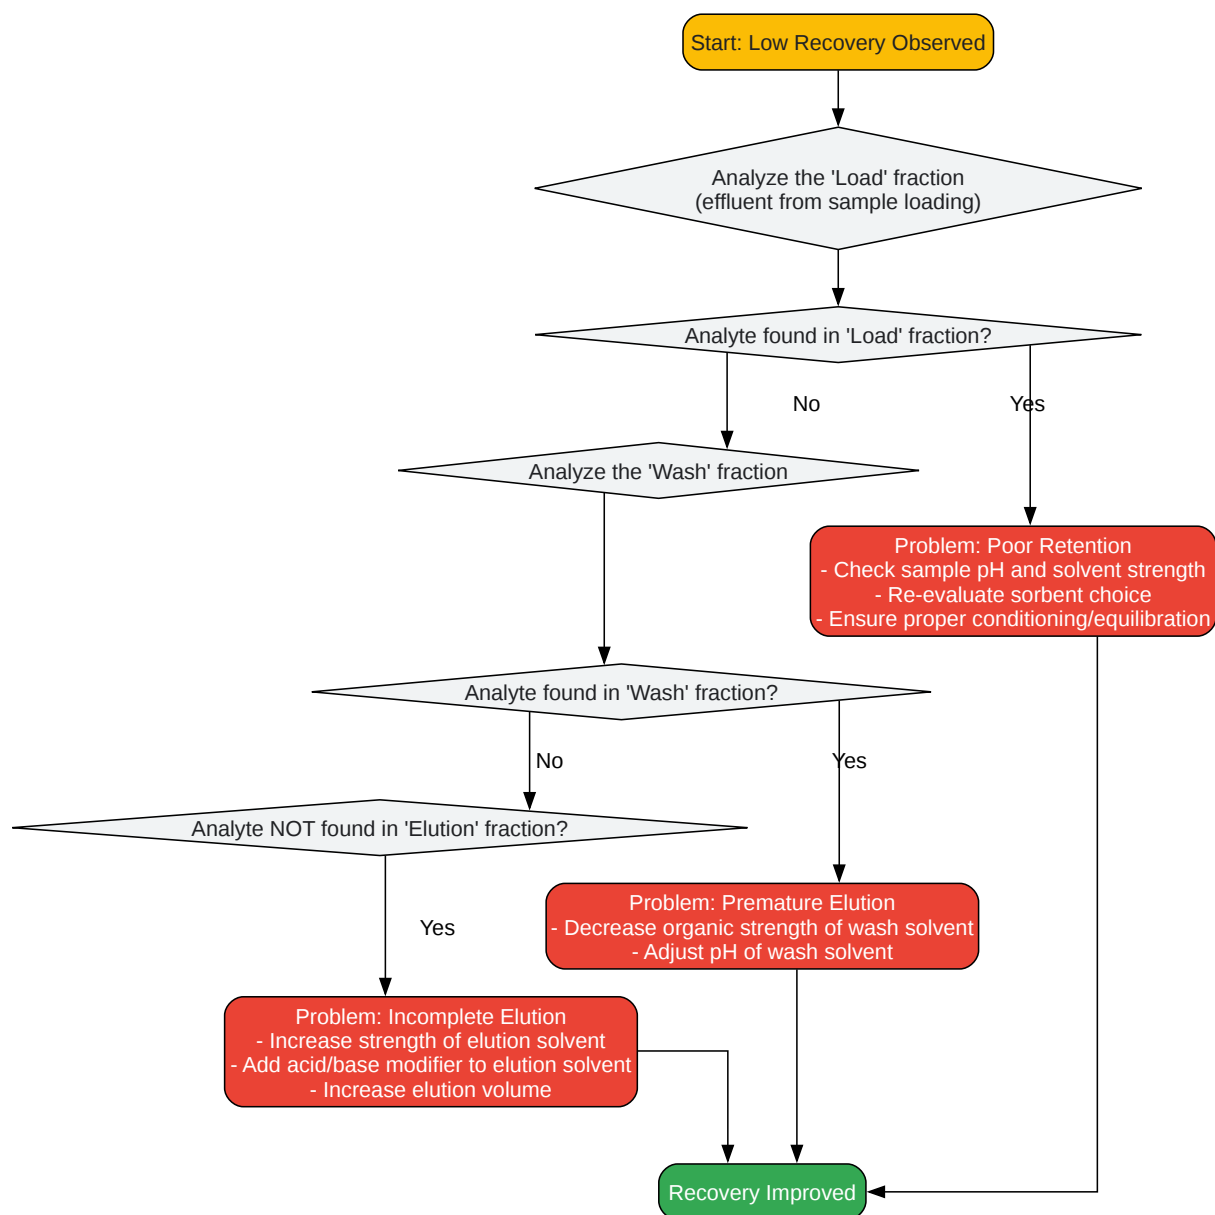 Start: Low Recovery Observed
Analyze the 'Load' fraction
(effluent from sample loading)
Analyte found in 'Load' fraction?
No
Yes
Analyze the 'Wash' fraction
Problem: Poor Retention
- Check sample pH and solvent strength
- Re-evaluate sorbent choice
- Ensure proper conditioning/equilibration
Analyte found in 'Wash' fraction?
No
Yes
Analyte NOT found in 'Elution' fraction?
Problem: Premature Elution
- Decrease organic strength of wash solvent
- Adjust pH of wash solvent
Yes
Problem: Incomplete Elution
- Increase strength of elution solvent
- Add acid/base modifier to elution solvent
- Increase elution volume
Recovery Improved